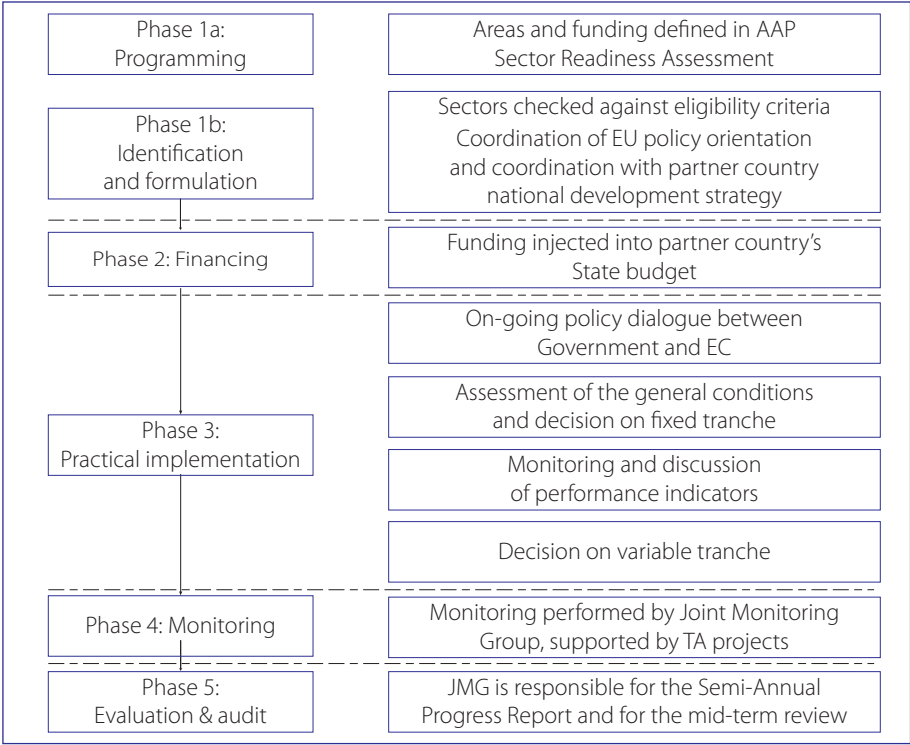 Phase 1a:
Programming
Areas and funding defined in AAP
Sector Readiness Assessment
Phase 1b:
Identification
and formulation
Sectors checked against eligibility criteria
Coordination of EU policy orientation
and coordination with partner country
national development strategy
Phase 2: Financing
Funding injected into partner country's
State budget
Phase 3:
Practical implementation
On-going policy dialogue between
Government and EC
Assessment of the general conditions
and decision on fixed tranche
Monitoring and discussion
of performance indicators
Decision on variable tranche
Phase 4: Monitoring
Monitoring performed by Joint Monitoring
Group, supported by TA projects
Phase 5:
Evaluation & audit
JMG is responsible for the Semi-Annual
Progress Report and for the mid-term review